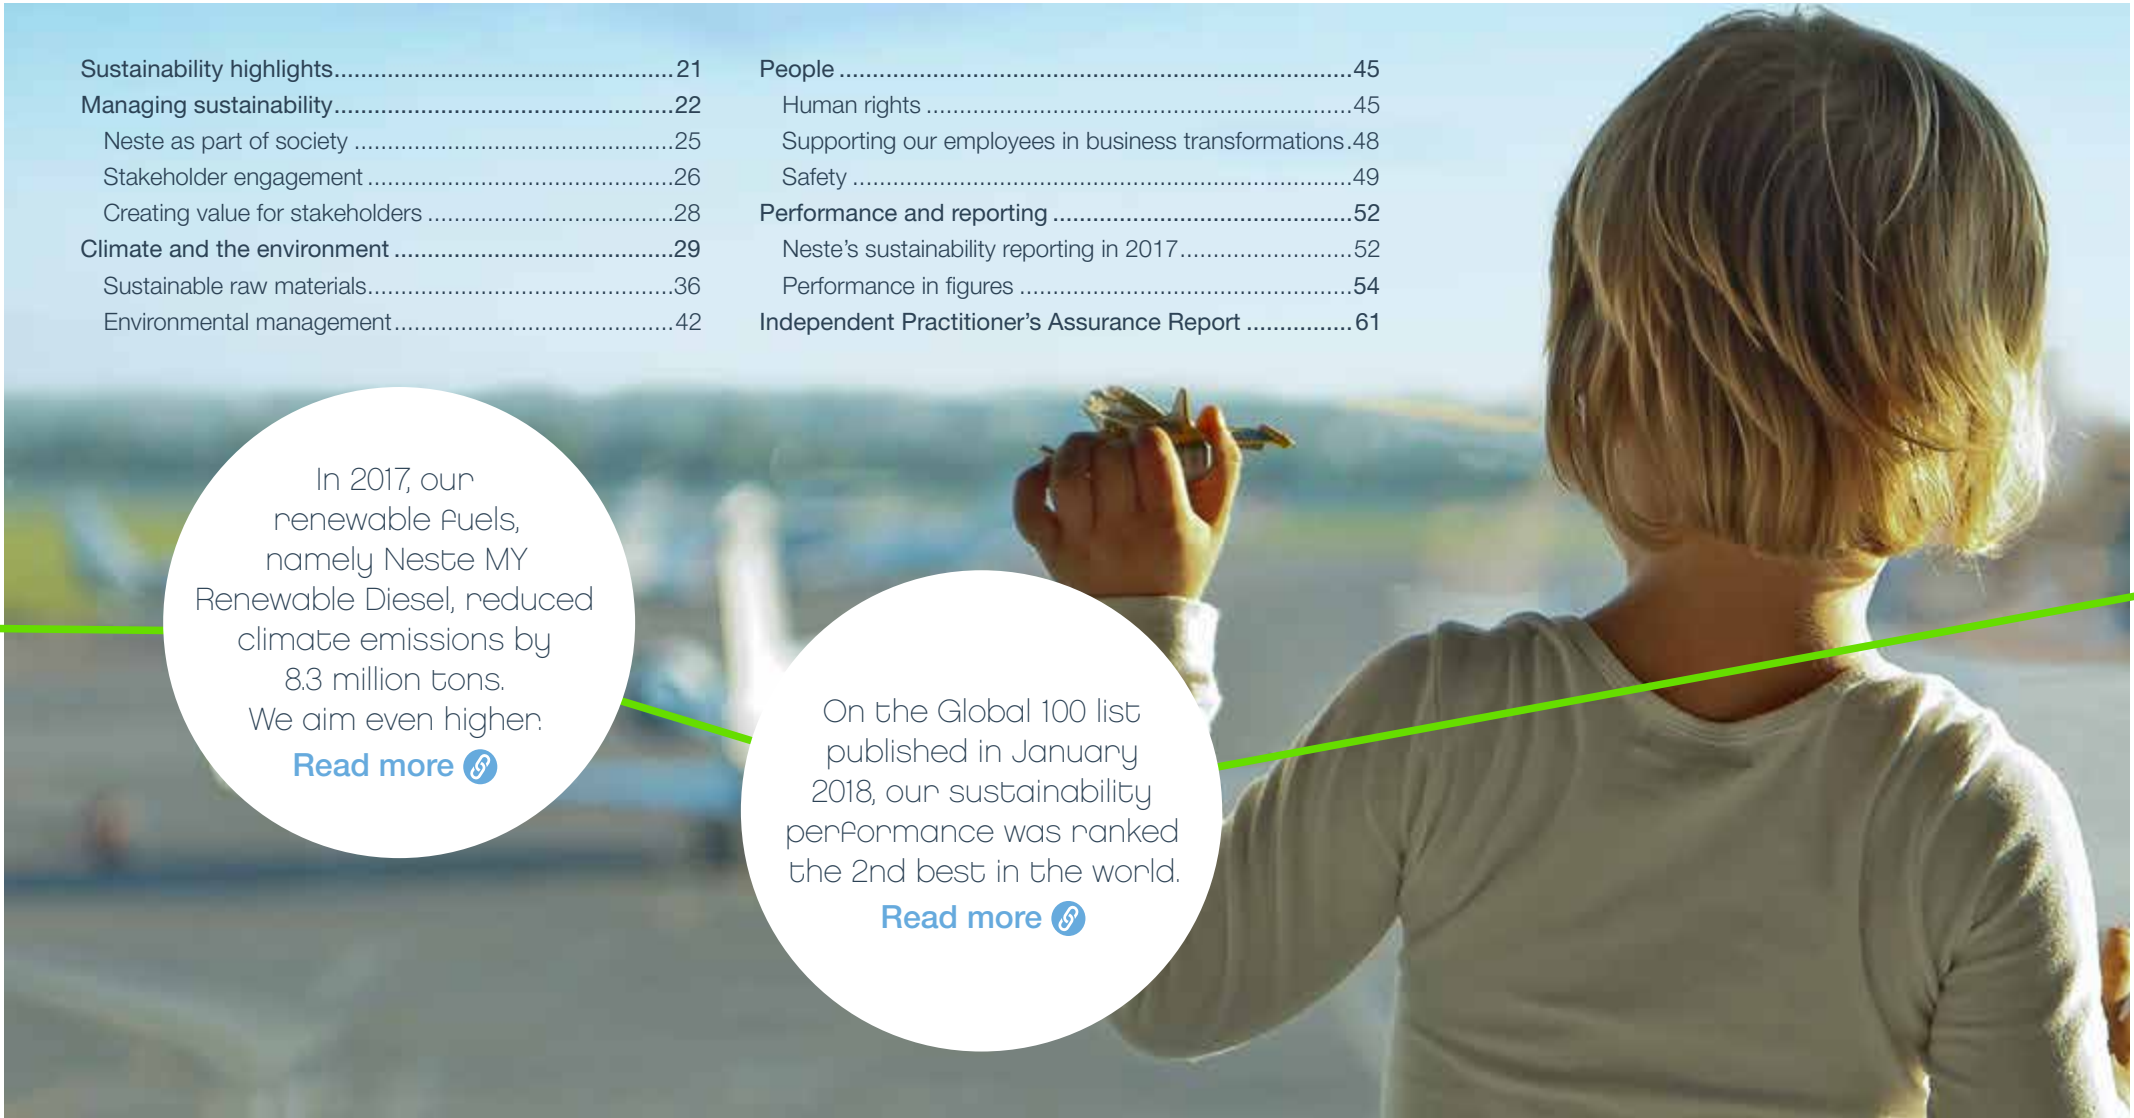 Sustainability highlights...................................................21
Managing sustainability...................................................22
Neste as part of society ................................................25
Stakeholder engagement ..............................................26
Creating value for stakeholders .....................................28
Climate and the environment ..........................................29
Sustainable raw materials..............................................36
Environmental management..........................................42
People .............................................................................45
Human rights ................................................................45
Supporting our employees in business transformations.48
Safety ...........................................................................49
Performance and reporting .............................................52
Neste’s sustainability reporting in 2017..........................52
Performance in figures ..................................................54
Independent Practitioner’s Assurance Report ................61
In 2017, our
renewable fuels,
namely Neste MY
Renewable Diesel, reduced
climate emissions by
8.3 million tons.
We aim even higher.
Read more
On the Global 100 list
published in January
2018, our sustainability
performance was ranked
the 2nd best in the world.
Read more